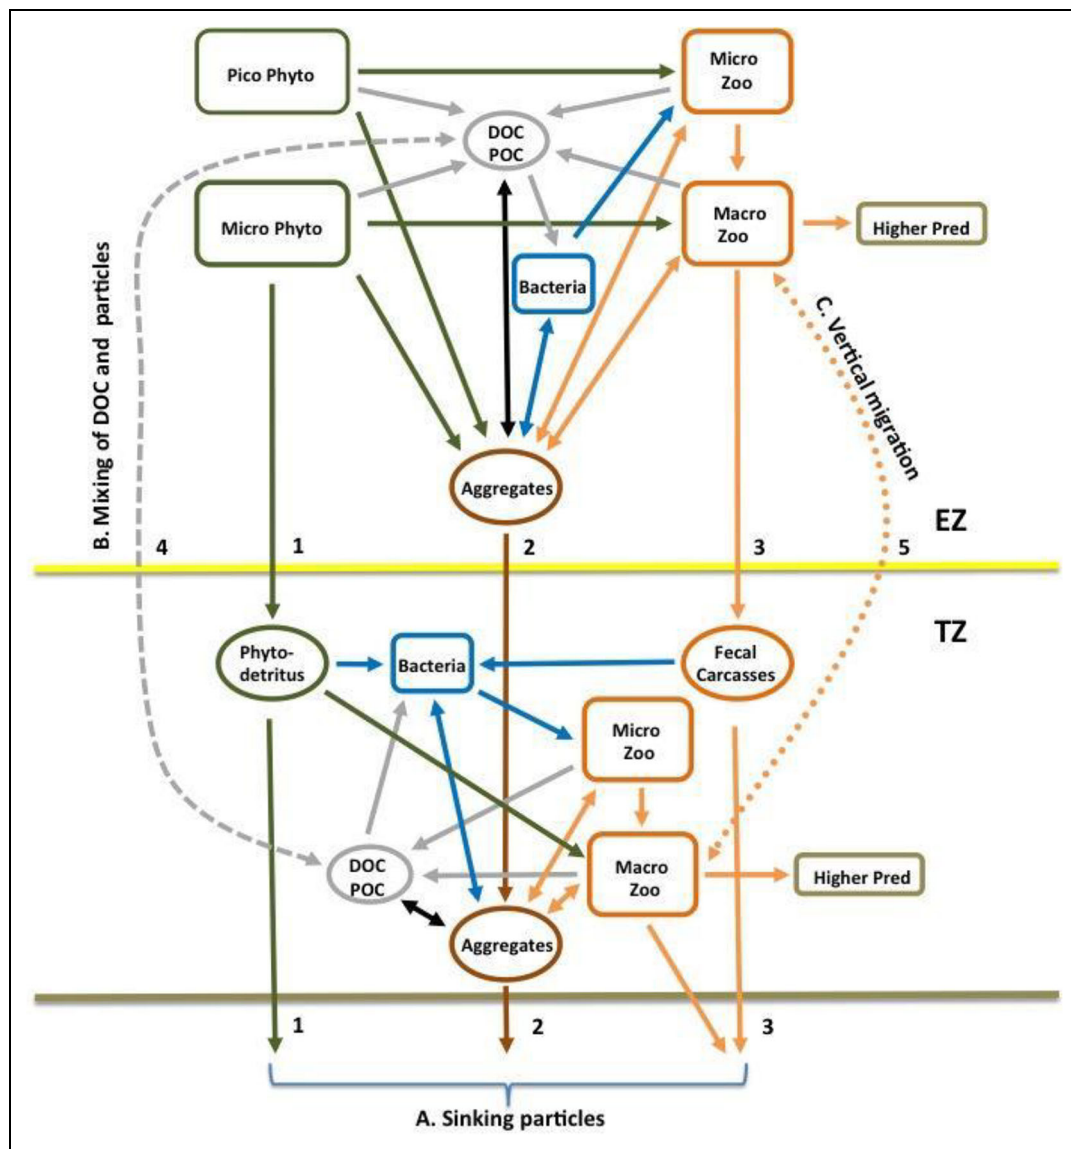 Pico Phyto
Micro
Zoo
DOC
POC
Micro Phyto
Macro
Zoo
Higher Pred
Bacteria
B. Mixing of DOC and particles
C. Vertical migration
Aggregates
EZ
4
1
2
3
5
TZ
Phyto-
detritus
Bacteria
Fecal
Carcasses
Micro
Zoo
DOC
POC
Macro
Zoo
Higher Pred
Aggregates
1
2
3
A. Sinking particles